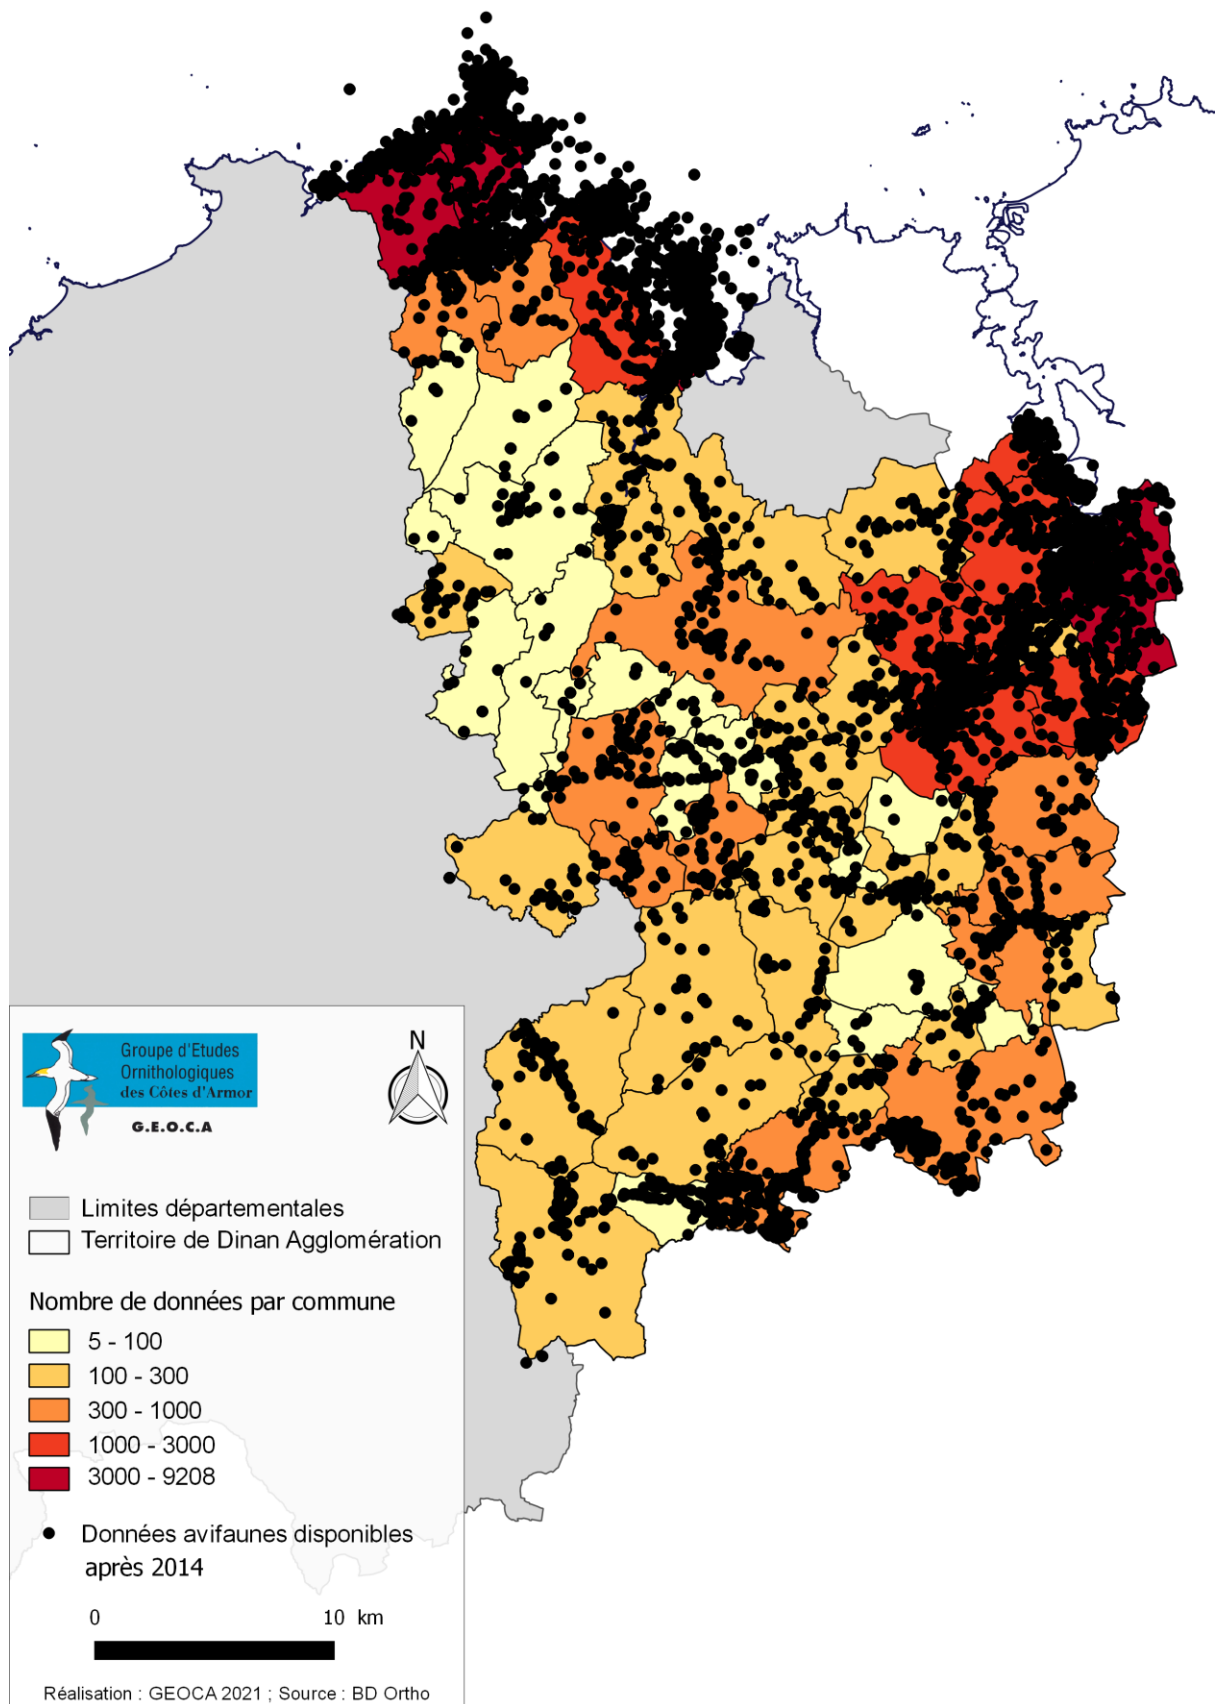 Groupe d'Etudes
Ornithologiques
des Côtes d'Armor
G.E.O.C.A
N
Limites départementales
Territoire de Dinan Agglomération
Nombre de données par commune
5 - 100
100 - 300
300 - 1000
1000 - 3000
3000 - 9208
Données avifaunes disponibles
après 2014
0 10 km
Réalisation : GEOCA 2021 ; Source : BD Ortho